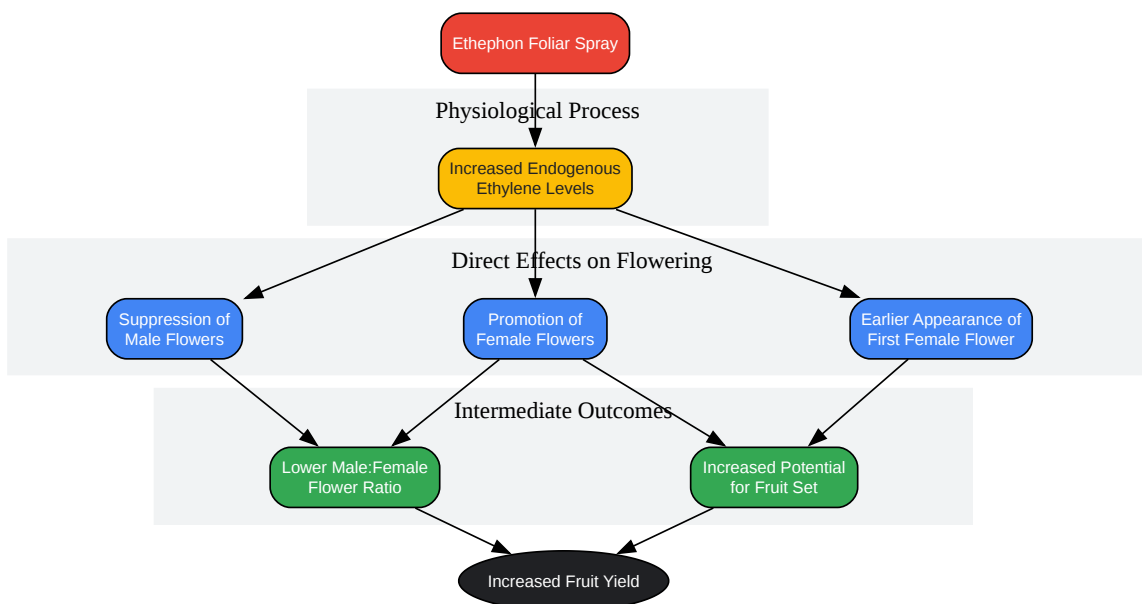 Ethephon Foliar Spray
Physiological Process
Increased Endogenous
Ethylene Levels
Direct Effects on Flowering
Suppression of
Male Flowers
Promotion of
Female Flowers
Earlier Appearance of
First Female Flower
Intermediate Outcomes
Lower Male:Female
Flower Ratio
Increased Potential
for Fruit Set
Increased Fruit Yield